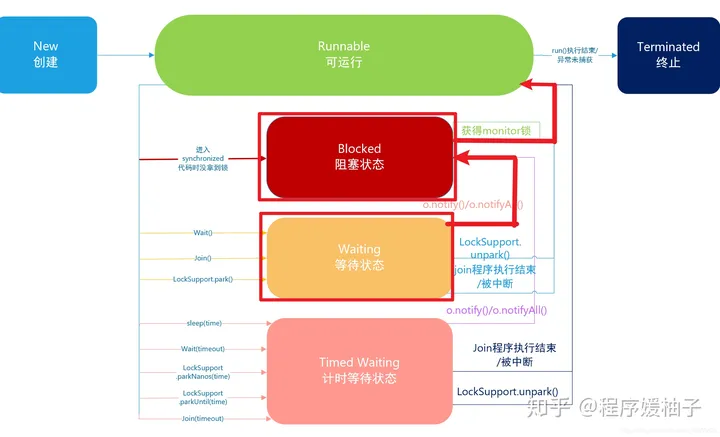 New
创建
Runnable
可运行
run()执行结束/
异常未捕获
Terminated
终止
进入
synchronized
代码时没拿到锁
Blocked
阻塞状态
获得monitor锁
o.notify()/o.notifyAll()
Wait()
Join()
LockSupport.park()
Waiting
等待状态
LockSupport.
unpark()
join程序执行结束
/被中断
o.notify()/o.notifyAll()
sleep(time)
Wait(timeout)
LockSupport
.parkNanos(time)
LockSupport
.parkUntil(time)
Join(timeout)
Timed Waiting
计时等待状态
Join程序执行结束
/被中断
LockSupport.unpark()
知乎 @程序媛柚子